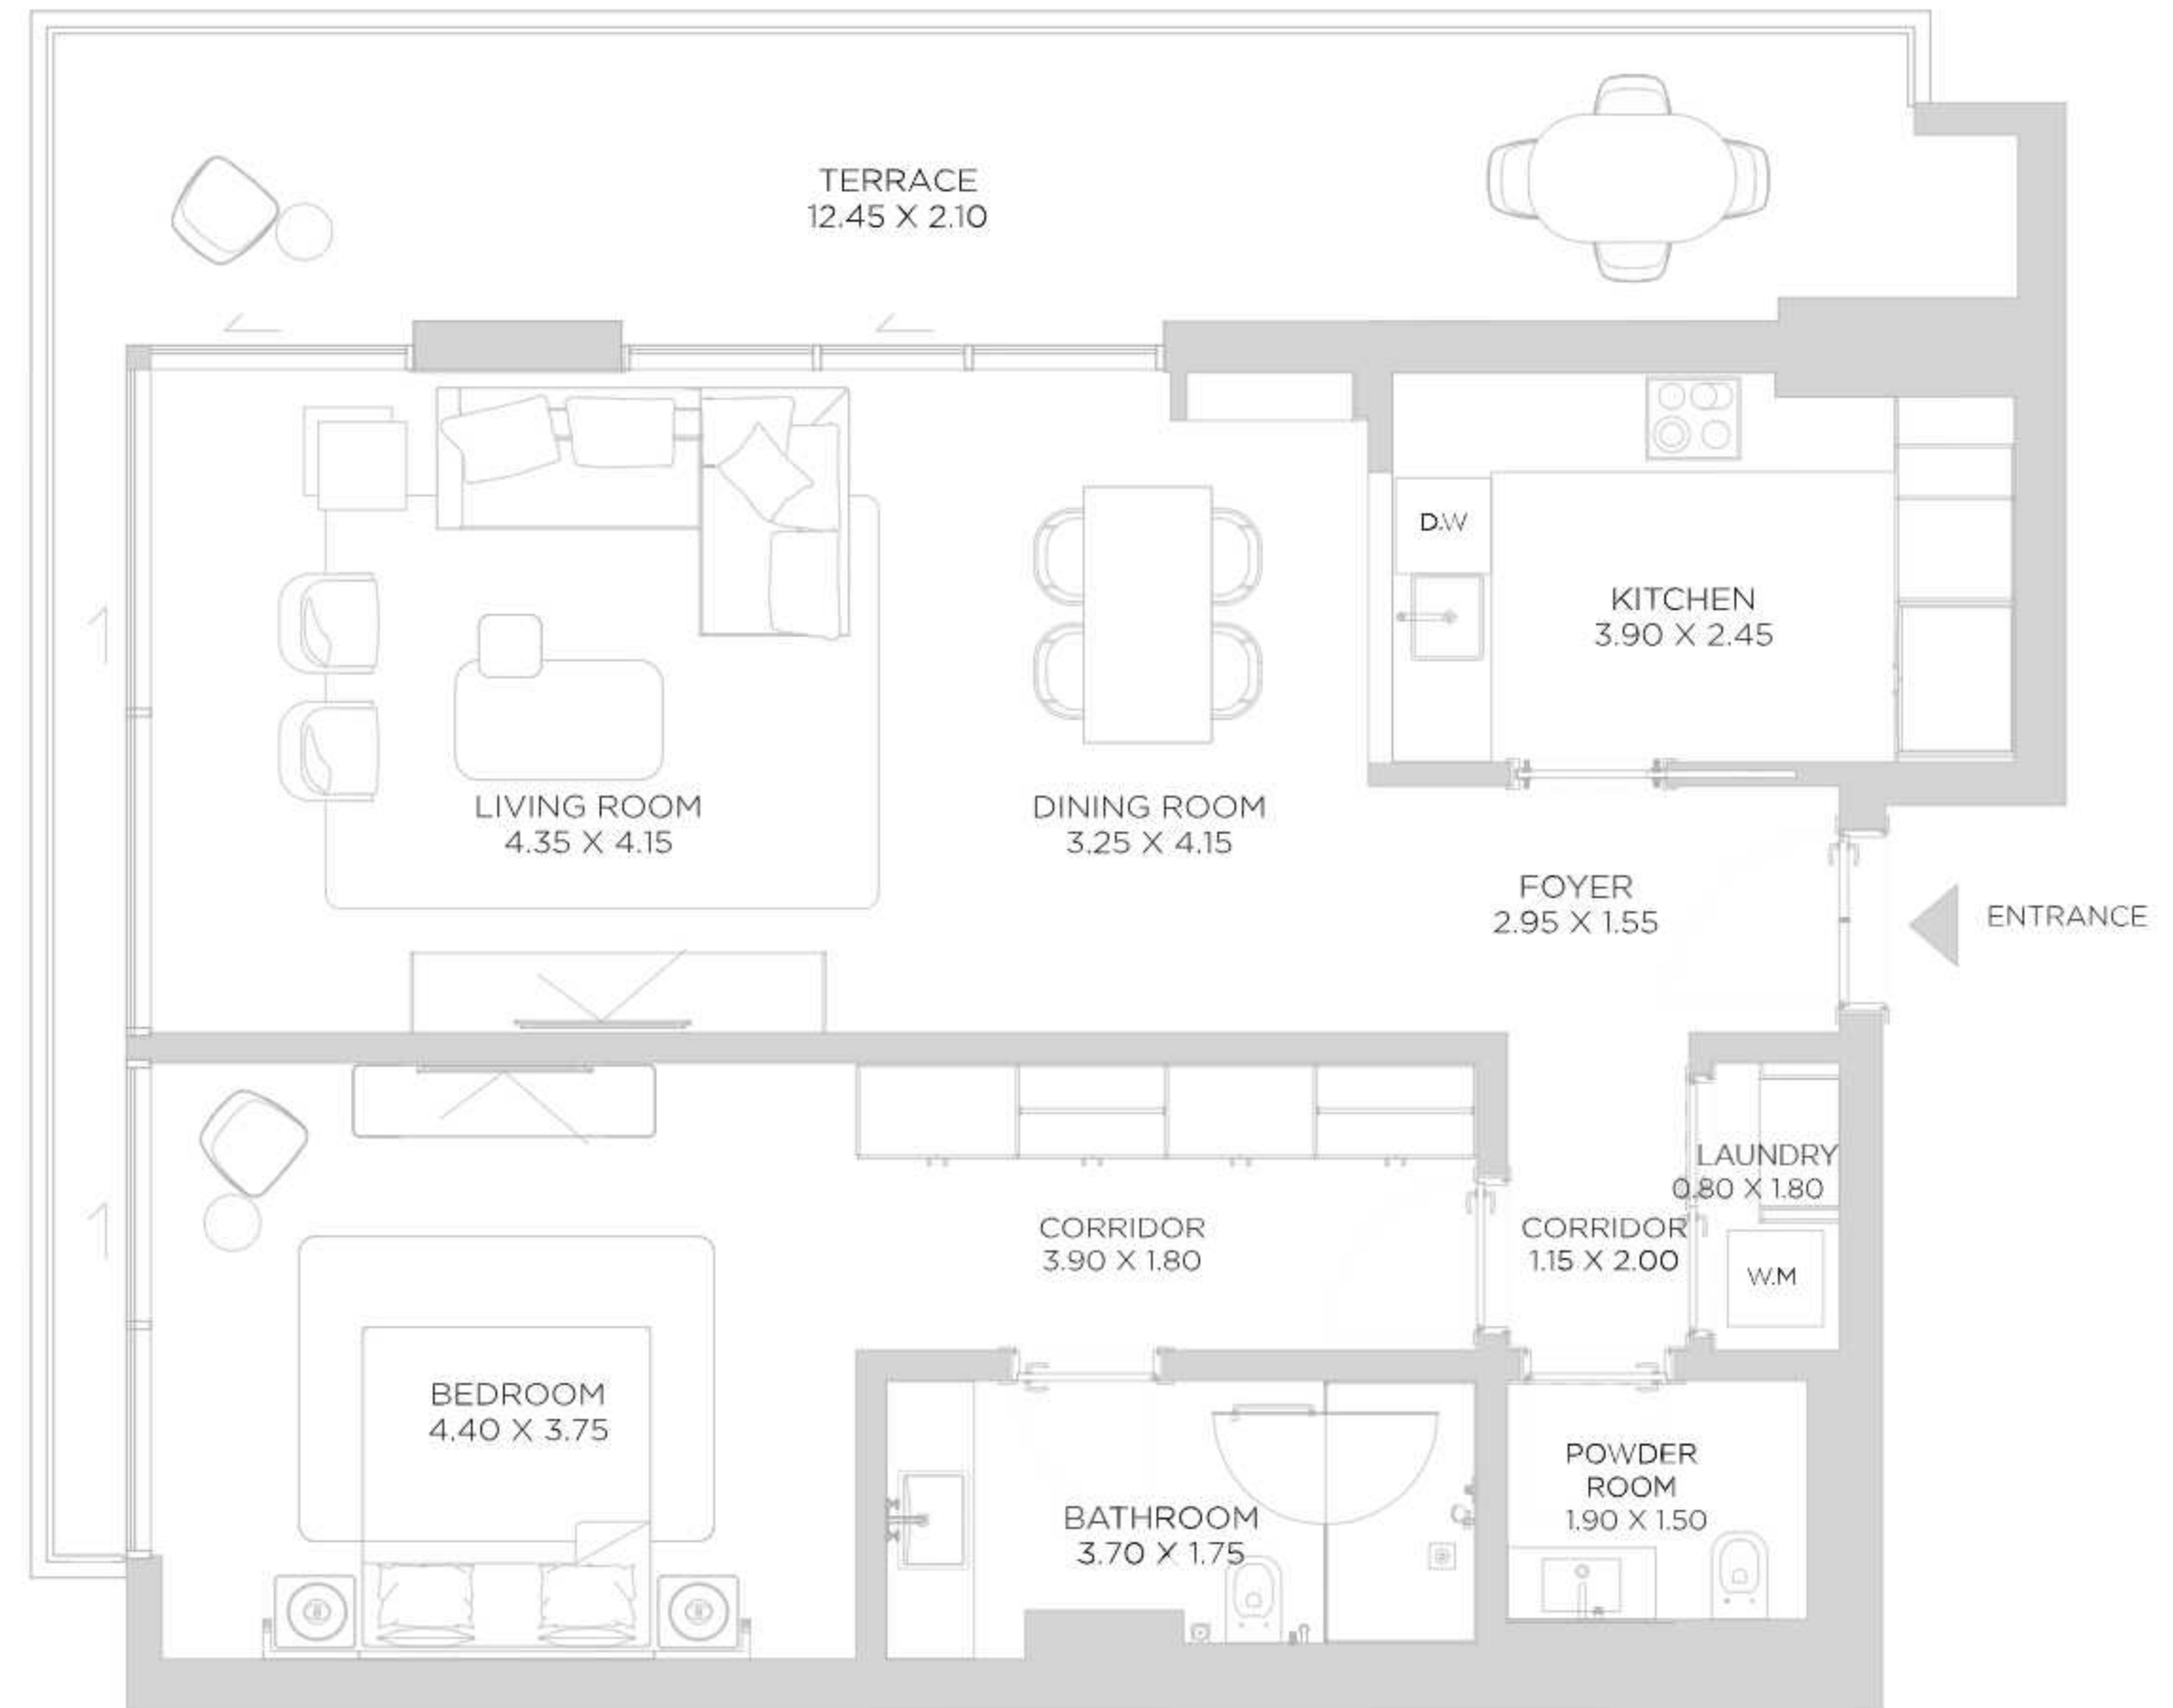 TERRACE
12.45 X 2.10
D.W
KITCHEN
3.90 X 2.45
LIVING ROOM
4.35 X 4.15
DINING ROOM
3.25 X 4.15
FOYER
2.95 X 1.55
ENTRANCE
LAUNDRY
0.80 X 1.80
CORRIDOR
3.90 X 1.80
CORRIDOR
1.15 X 2.00
W.M
BEDROOM
4.40 X 3.75
POWDER
ROOM
1.90 X 1.50
BATHROOM
3.70 X 1.75